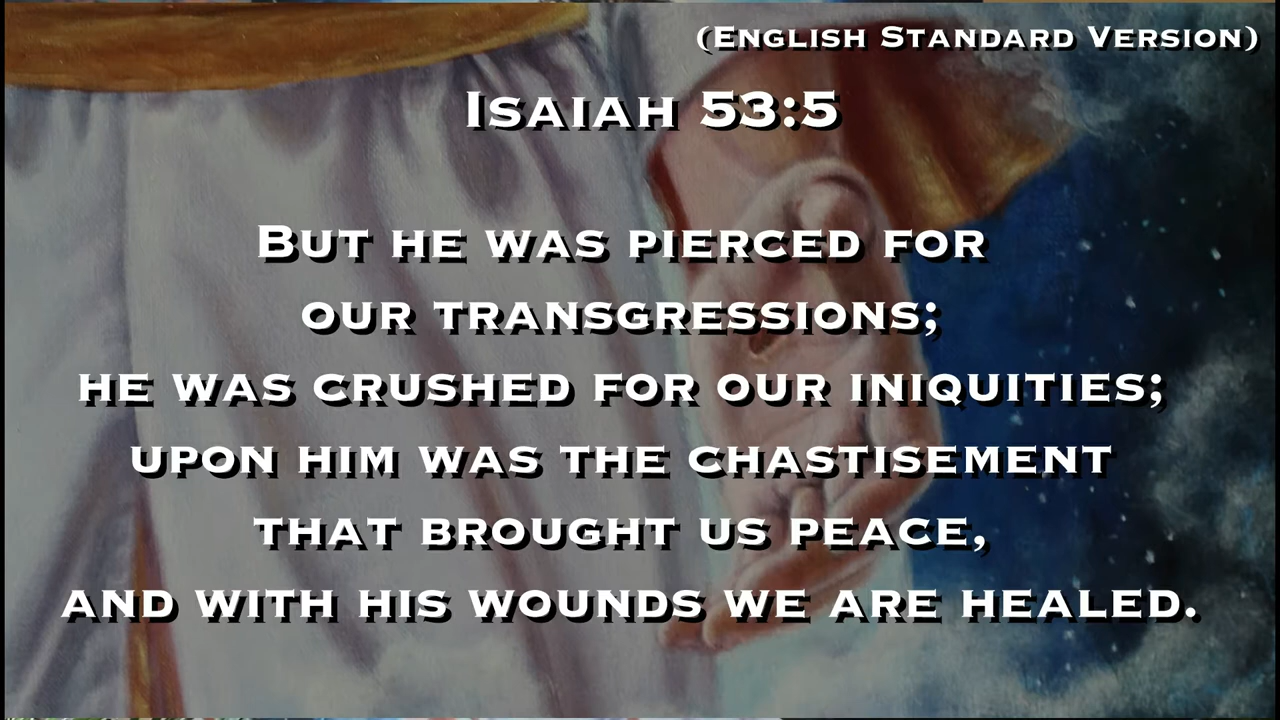 (English Standard Version)
Isaiah 53:5
But he was pierced for
our transgressions;
he was crushed for our iniquities;
upon him was the chastisement
that brought us peace,
and with his wounds we are healed.